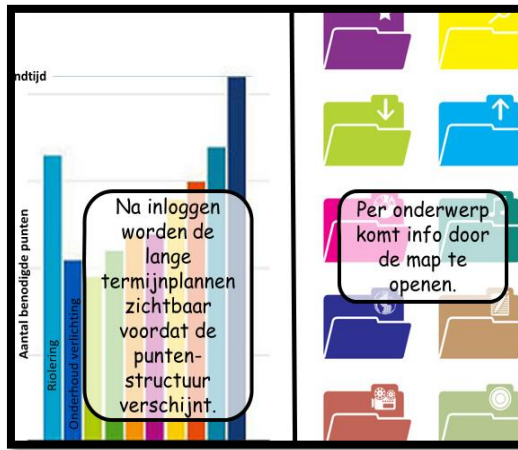 ndtijd
Aantal benodigde punten
Riolering
Onderhoud verlichting
Na inloggen
worden de
lange
termijnplannen
zichtbaar
voordat de
punten-
structuur
verschijnt.
Per onderwerp
komt info door
de map te
openen.